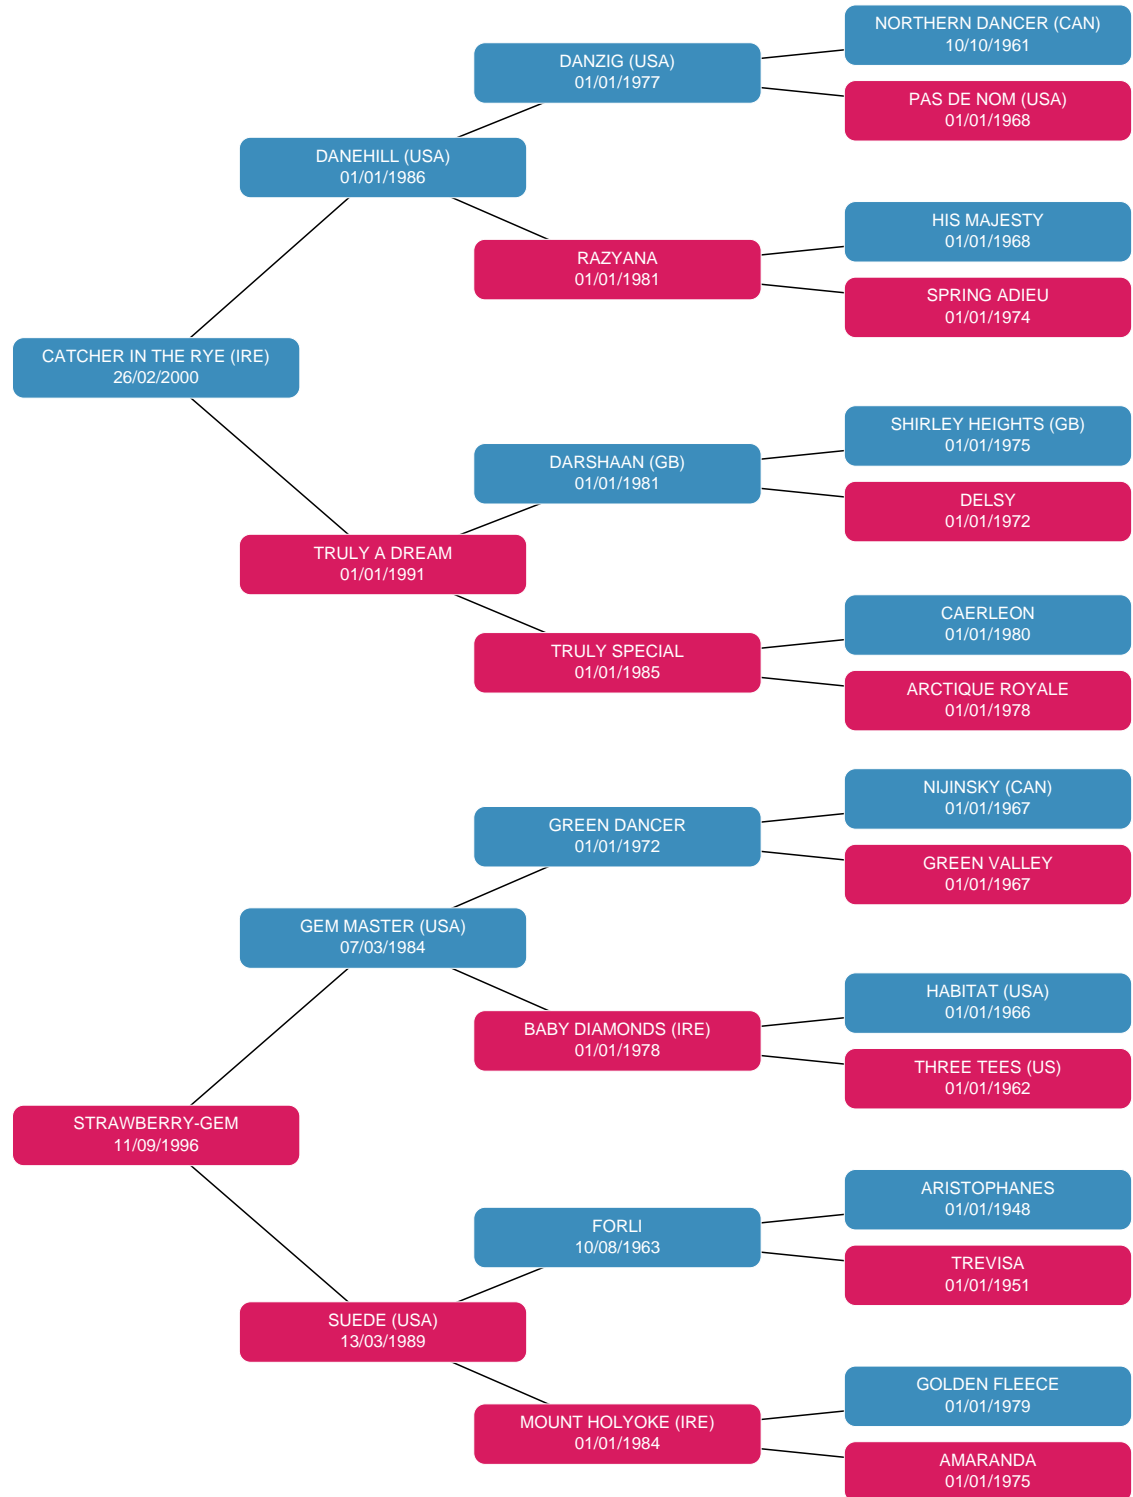 NORTHERN DANCER (CAN)
10/10/1961
DANZIG (USA)
01/01/1977
PAS DE NOM (USA)
01/01/1968
DANEHILL (USA)
01/01/1986
HIS MAJESTY
01/01/1968
RAZYANA
01/01/1981
SPRING ADIEU
01/01/1974
CATCHER IN THE RYE (IRE)
26/02/2000
SHIRLEY HEIGHTS (GB)
01/01/1975
DARSHAAN (GB)
01/01/1981
DELSY
01/01/1972
TRULY A DREAM
01/01/1991
CAERLEON
01/01/1980
TRULY SPECIAL
01/01/1985
ARCTIQUE ROYALE
01/01/1978
NIJINSKY (CAN)
01/01/1967
GREEN DANCER
01/01/1972
GREEN VALLEY
01/01/1967
GEM MASTER (USA)
07/03/1984
HABITAT (USA)
01/01/1966
BABY DIAMONDS (IRE)
01/01/1978
THREE TEES (US)
01/01/1962
STRAWBERRY-GEM
11/09/1996
ARISTOPHANES
01/01/1948
FORLI
10/08/1963
TREVISA
01/01/1951
SUEDE (USA)
13/03/1989
GOLDEN FLEECE
01/01/1979
MOUNT HOLYOKE (IRE)
01/01/1984
AMARANDA
01/01/1975